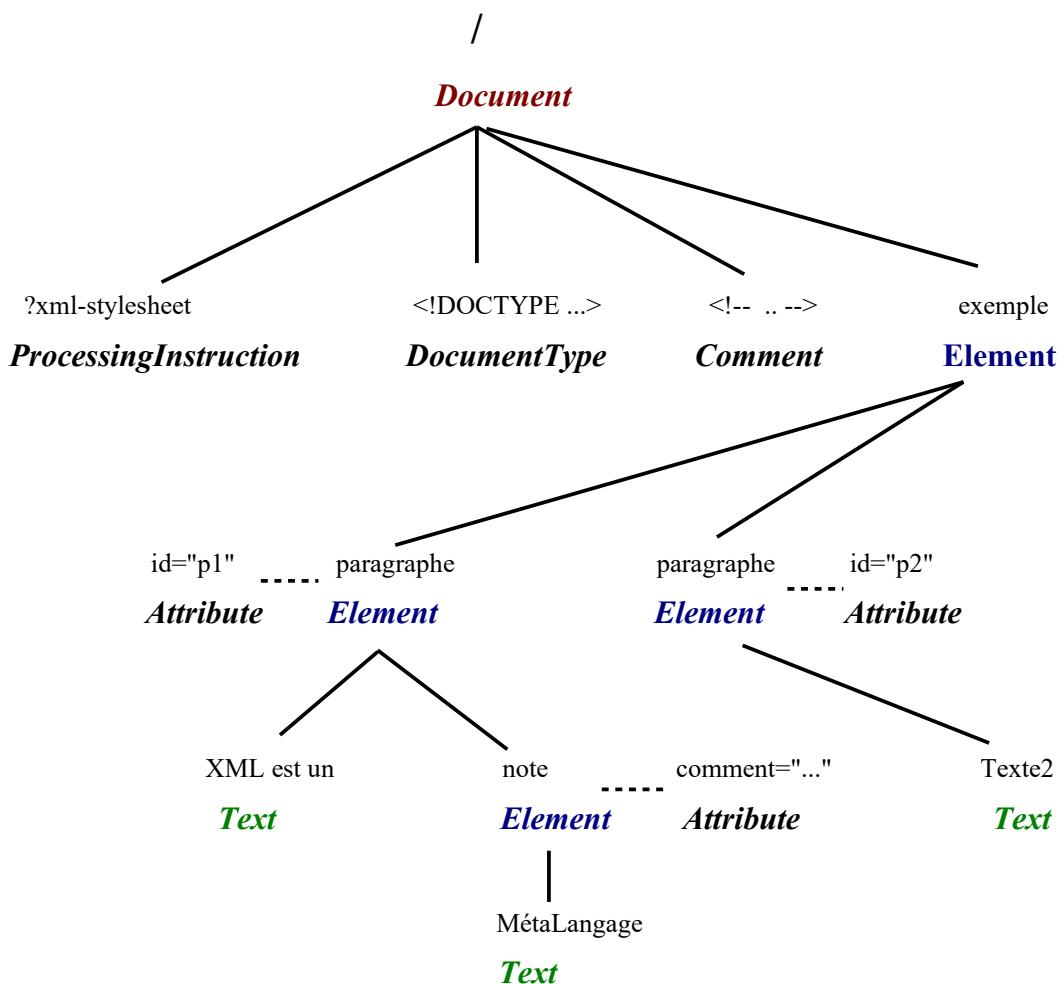 /
Document
?xml-stylesheet <!DOCTYPE ...> <!-- .. --> exemple
ProcessingInstruction DocumentType Comment Element
id="p1" paragraphe paragraphe id="p2"
Attribute Element Element Attribute
XML est un note comment="..." Texte2
Text Element Attribute Text
MétaLangage
Text